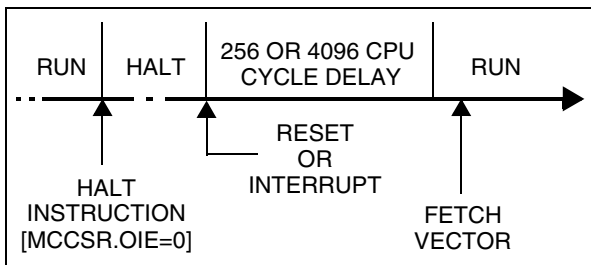 RUN
HALT
256 OR 4096 CPU
CYCLE DELAY
RUN
HALT
INSTRUCTION
[MCCSR.OIE=0]
RESET
OR
INTERRUPT
FETCH
VECTOR